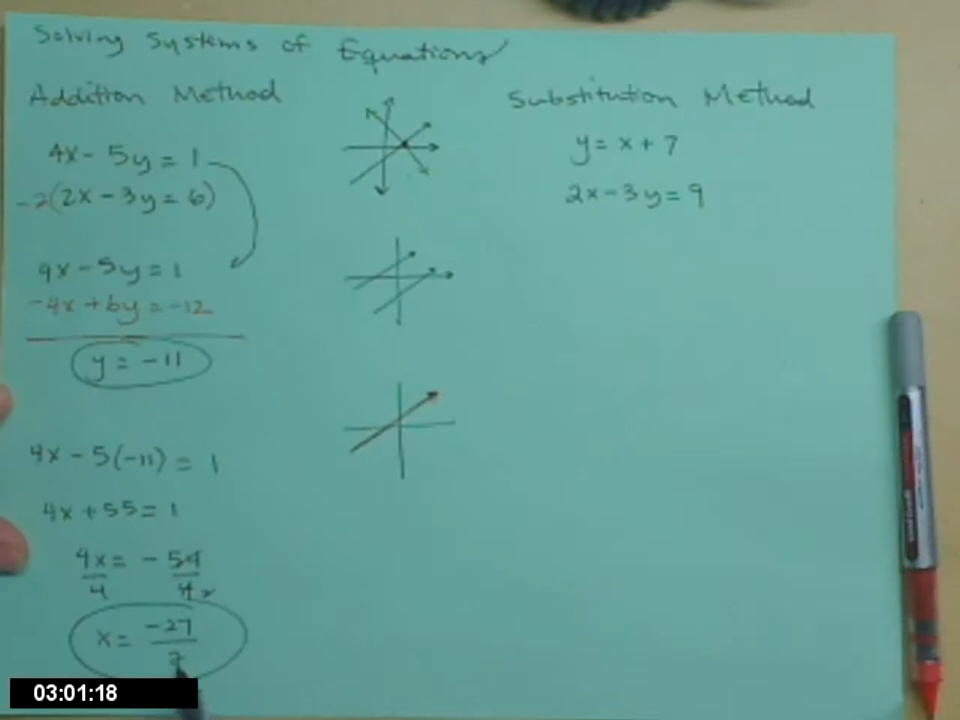 Solving Systems of Equations
Addition Method
4x - 5y = 1
-2(2x - 3y = 6)
4x - 5y = 1
-4x + 6y = -12
y = -11
4x - 5(-11) = 1
4x + 55 = 1
4x = -54
4 4 2
x = -27
2
Substitution Method
y = x + 7
2x - 3y = 9
03:01:18